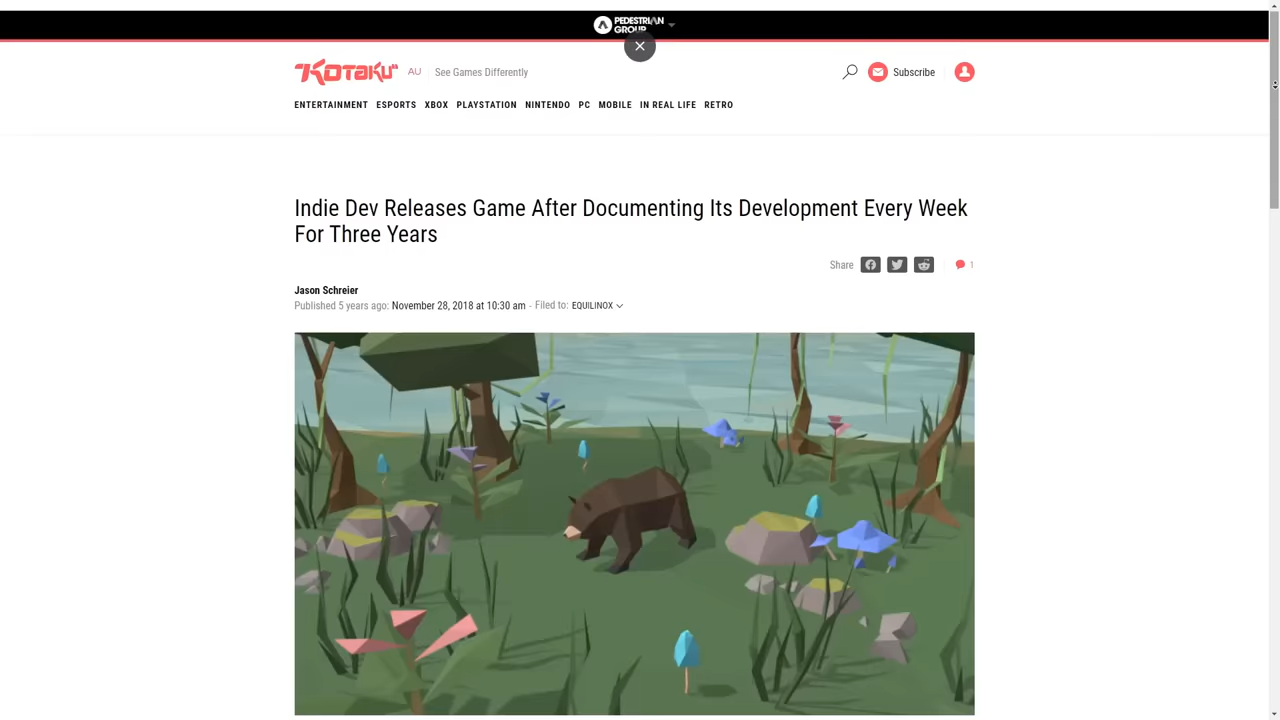 PEDESTRIAN
GROUP
KOTAKU AU See Games Differently
Subscribe
ENTERTAINMENT ESPORTS XBOX PLAYSTATION NINTENDO PC MOBILE IN REAL LIFE RETRO
Indie Dev Releases Game After Documenting Its Development Every Week
For Three Years
Share 1
Jason Schreier
Published 5 years ago: November 28, 2018 at 10:30 am - Filed to: EQUILINOX